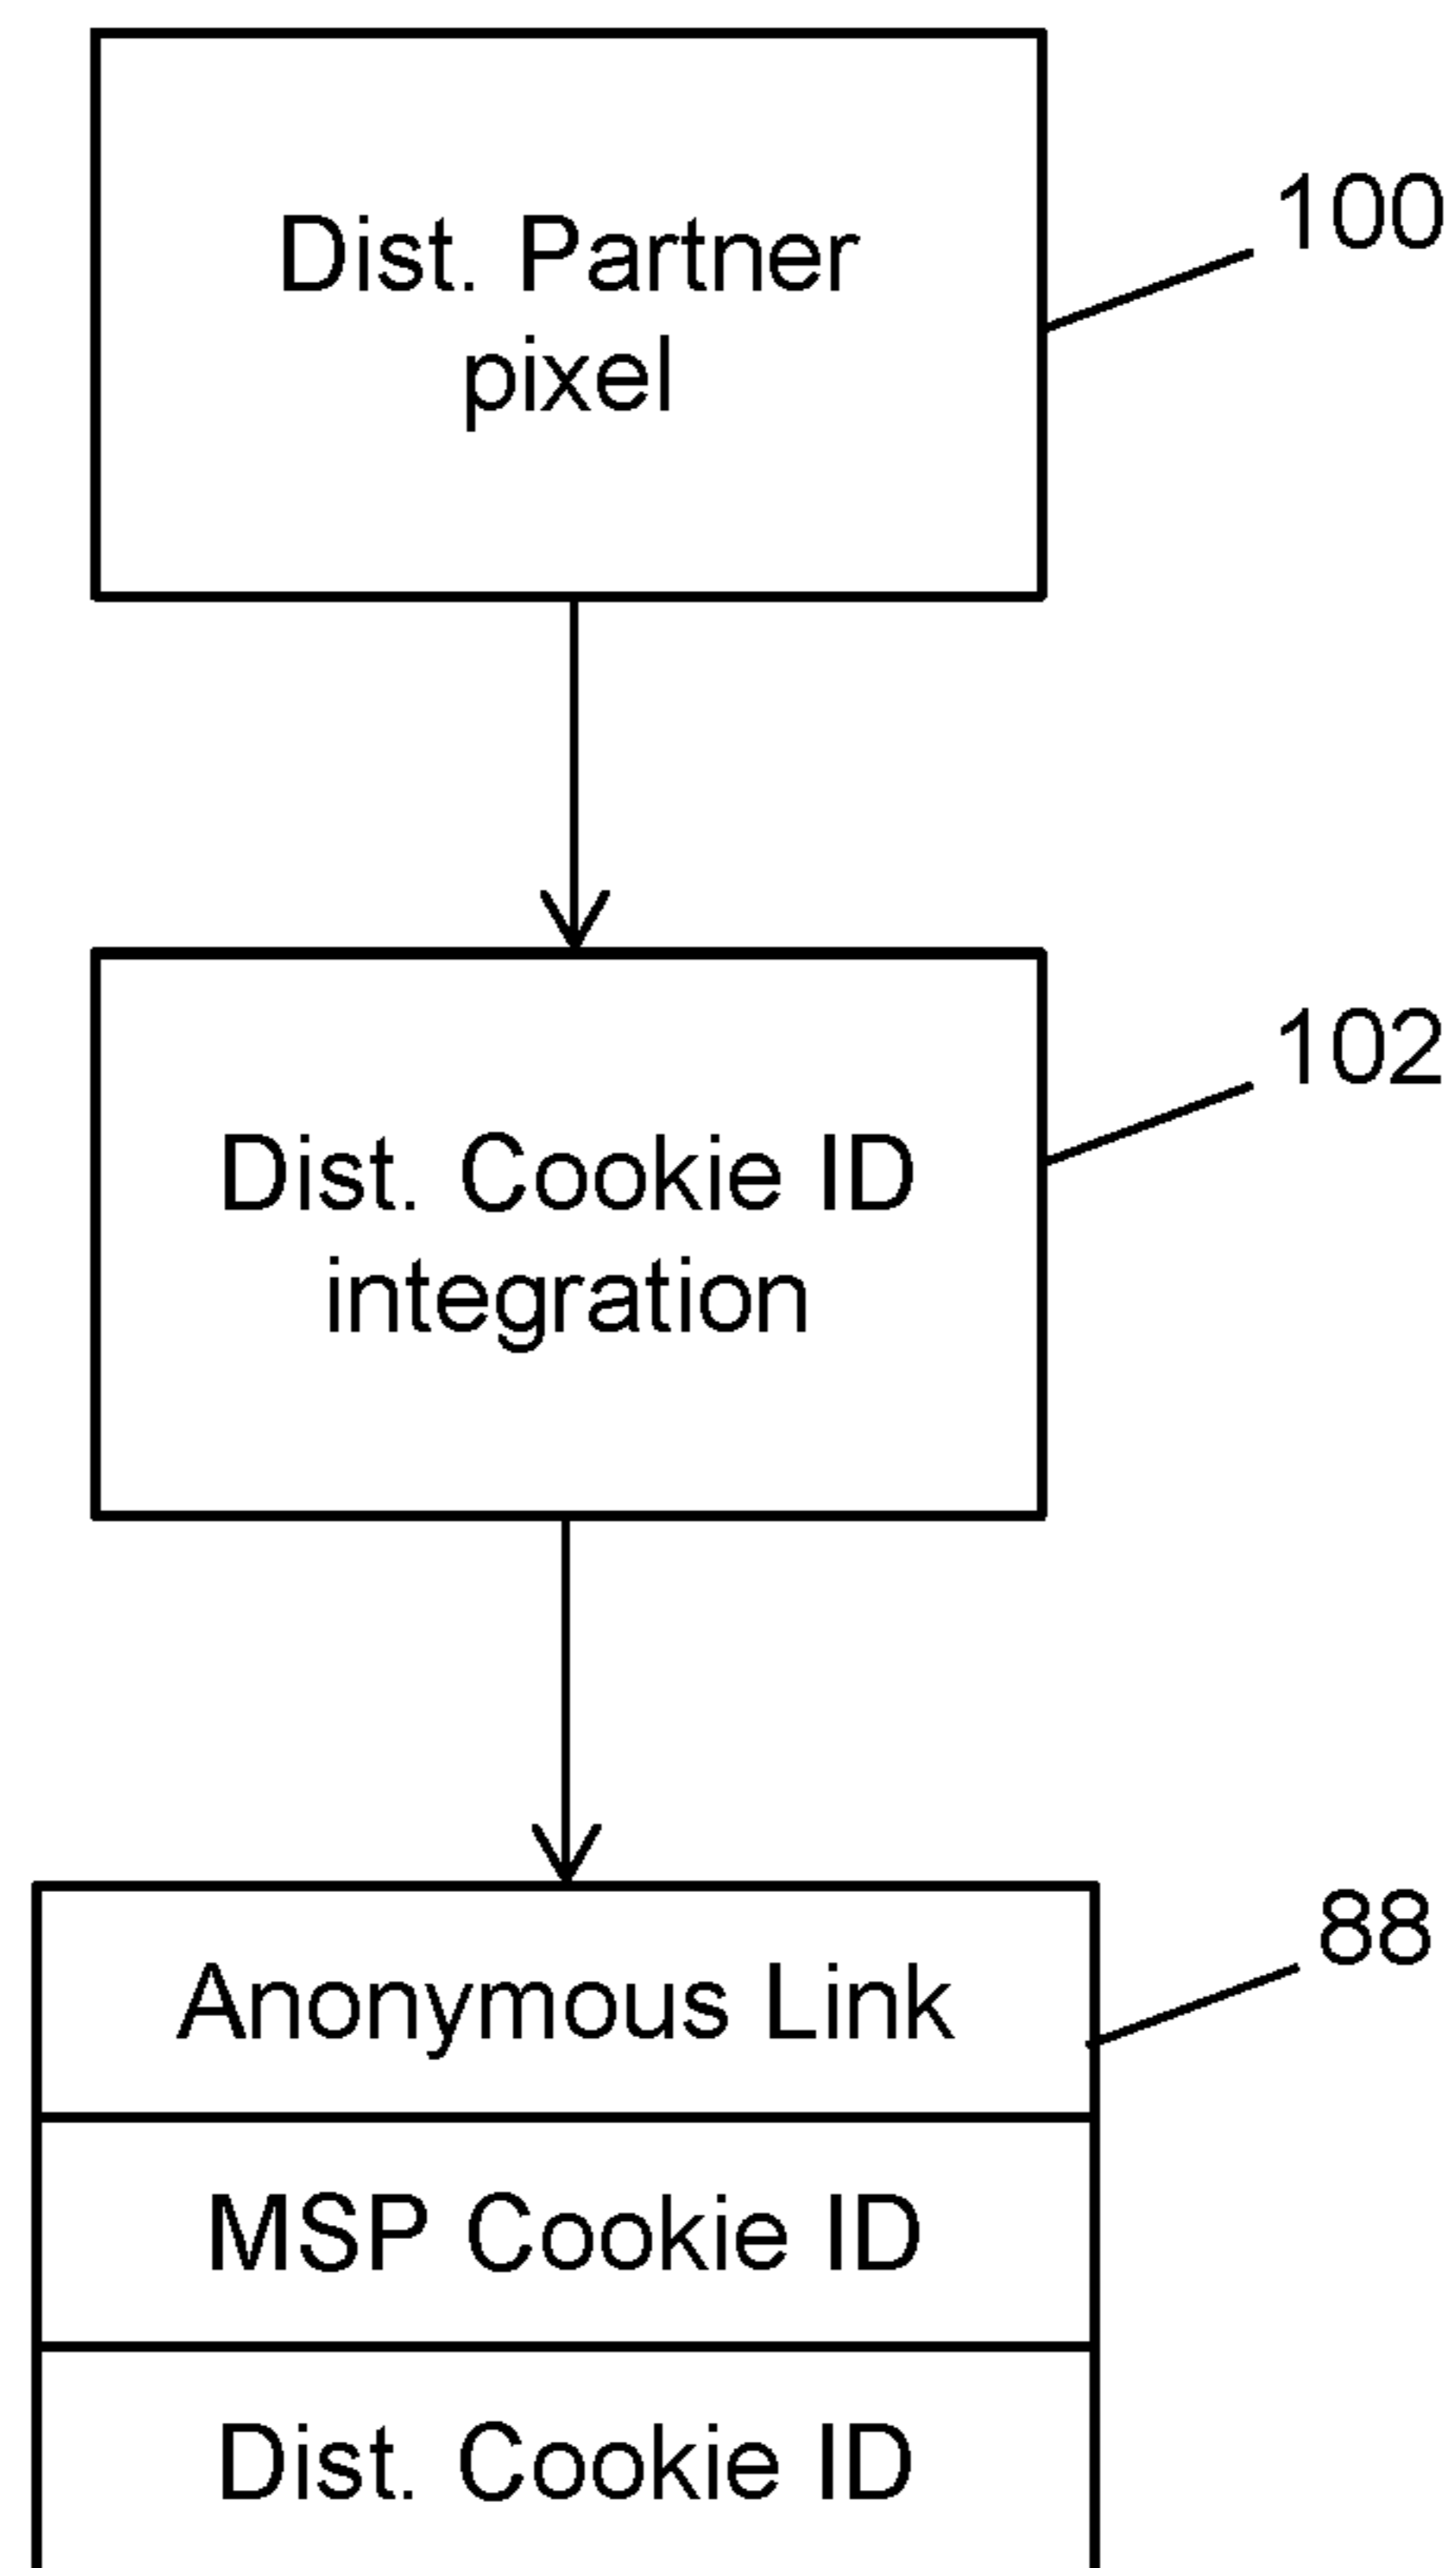 Dist. Partner
pixel
100
Dist. Cookie ID
integration
102
Anonymous Link
88
MSP Cookie ID
Dist. Cookie ID